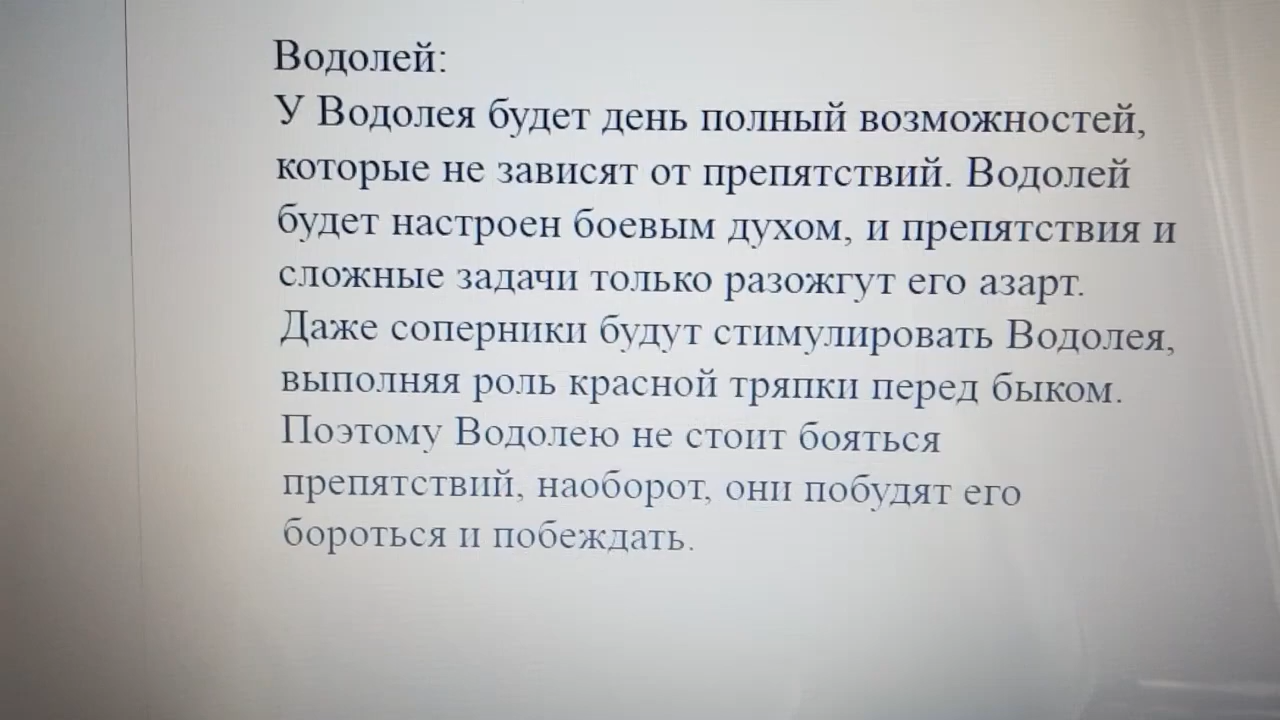 Водолей:
У Водолея будет день полный возможностей,
которые не зависят от препятствий. Водолей
будет настроен боевым духом, и препятствия и
сложные задачи только разожгут его азарт.
Даже соперники будут стимулировать Водолея,
выполняя роль красной тряпки перед быком.
Поэтому Водолею не стоит бояться
препятствий, наоборот, они побудят его
бороться и побеждать.